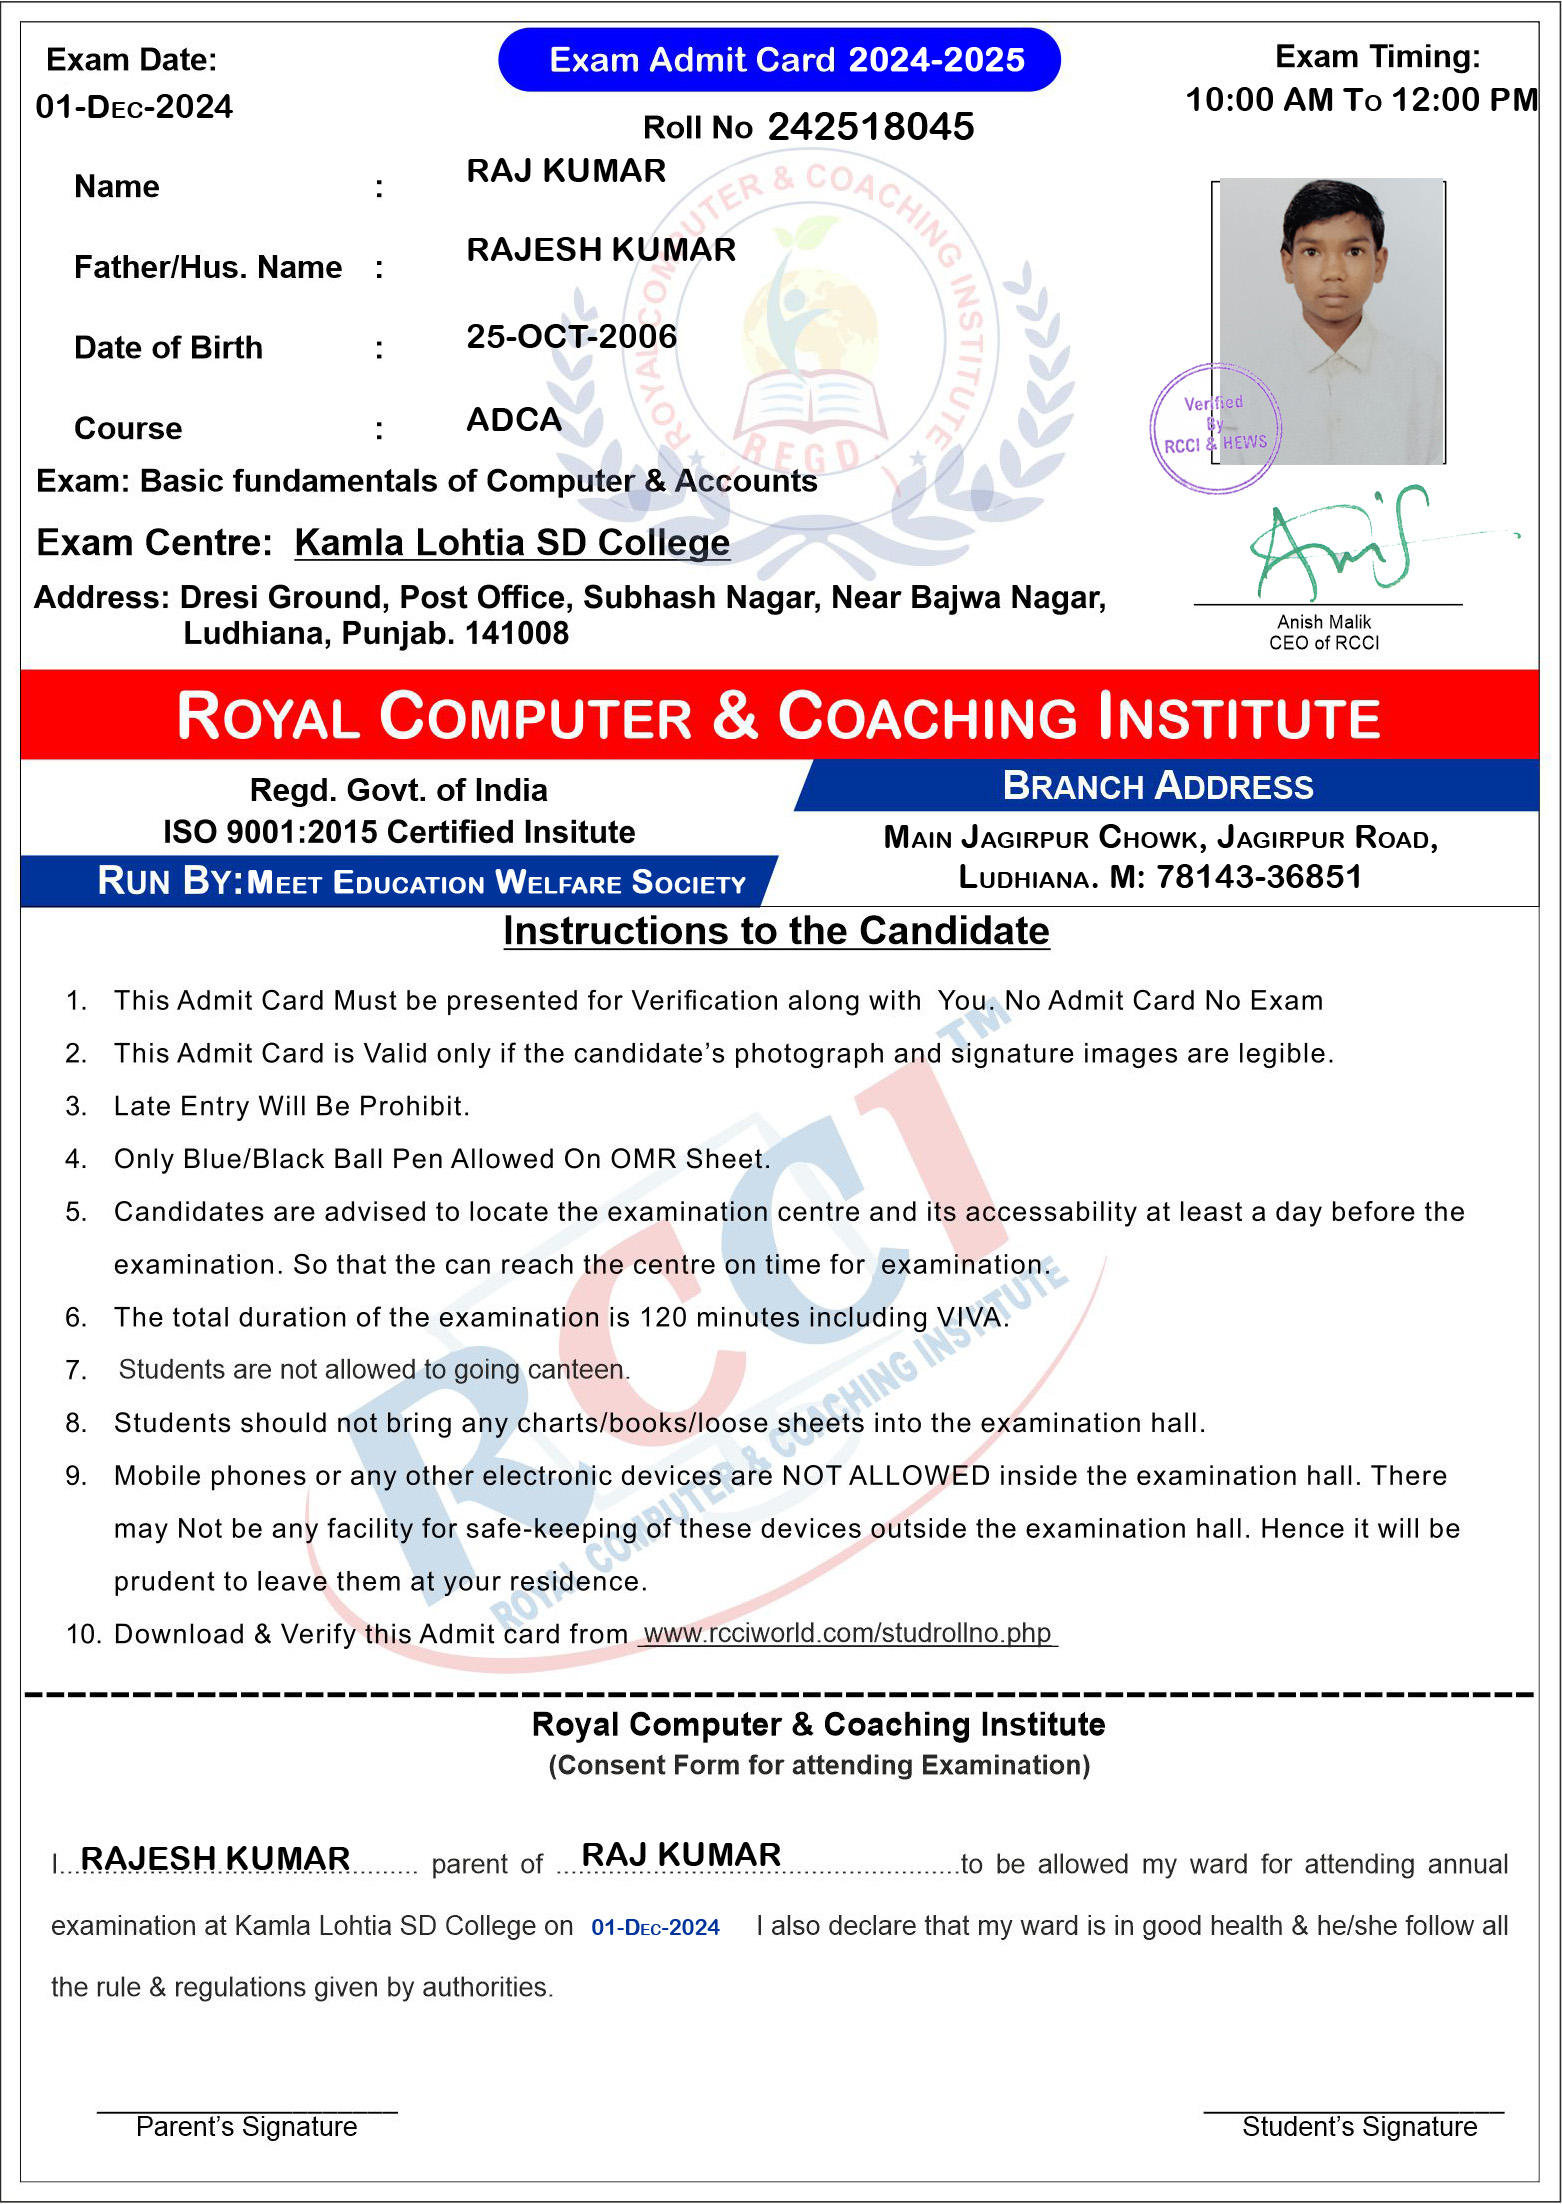 Exam Date:
01-Dec-2024
Exam Admit Card 2024-2025
Exam Timing:
10:00 AM To 12:00 PM
Roll No 242518045
Name : RAJ KUMAR
Father/Hus. Name : RAJESH KUMAR
Date of Birth : 25-OCT-2006
Course : ADCA
ROYAL COMPUTER & COACHING INSTITUTE
REGD.
Verified
By
RCCI & HEWS
Exam: Basic fundamentals of Computer & Accounts
Exam Centre: Kamla Lohtia SD College
Address: Dresi Ground, Post Office, Subhash Nagar, Near Bajwa Nagar,
Ludhiana, Punjab. 141008
Anish Malik
CEO of RCCI
Royal Computer & Coaching Institute
Regd. Govt. of India
ISO 9001:2015 Certified Insitute
Run By:Meet Education Welfare Society
Branch Address
Main Jagirpur Chowk, Jagirpur Road,
Ludhiana. M: 78143-36851
Instructions to the Candidate
1. This Admit Card Must be presented for Verification along with You. No Admit Card No Exam
2. This Admit Card is Valid only if the candidate’s photograph and signature images are legible.
3. Late Entry Will Be Prohibit.
4. Only Blue/Black Ball Pen Allowed On OMR Sheet.
5. Candidates are advised to locate the examination centre and its accessability at least a day before the
examination. So that the can reach the centre on time for examination.
6. The total duration of the examination is 120 minutes including VIVA.
7. Students are not allowed to going canteen.
8. Students should not bring any charts/books/loose sheets into the examination hall.
9. Mobile phones or any other electronic devices are NOT ALLOWED inside the examination hall. There
may Not be any facility for safe-keeping of these devices outside the examination hall. Hence it will be
prudent to leave them at your residence.
10. Download & Verify this Admit card from www.rcciworld.com/studrollno.php
RCCI TM
ROYAL COMPUTER & COACHING INSTITUTE
Royal Computer & Coaching Institute
(Consent Form for attending Examination)
I...RAJESH KUMAR........ parent of ...RAJ KUMAR......................to be allowed my ward for attending annual
examination at Kamla Lohtia SD College on 01-Dec-2024 I also declare that my ward is in good health & he/she follow all
the rule & regulations given by authorities.
Parent’s Signature
Student’s Signature